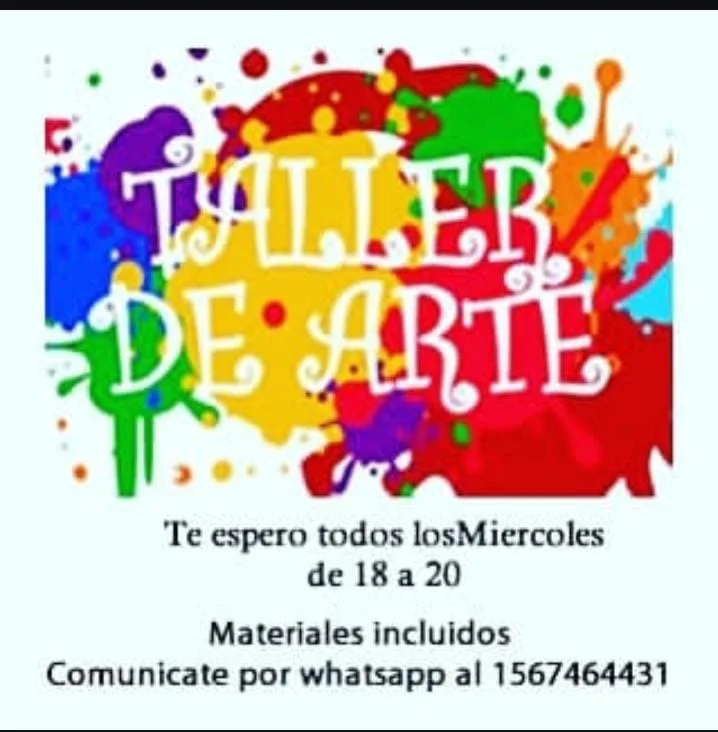 TALLER
DE ARTE
Te espero todos losMiercoles
de 18 a 20
Materiales incluidos
Comunicate por whatsapp al 1567464431